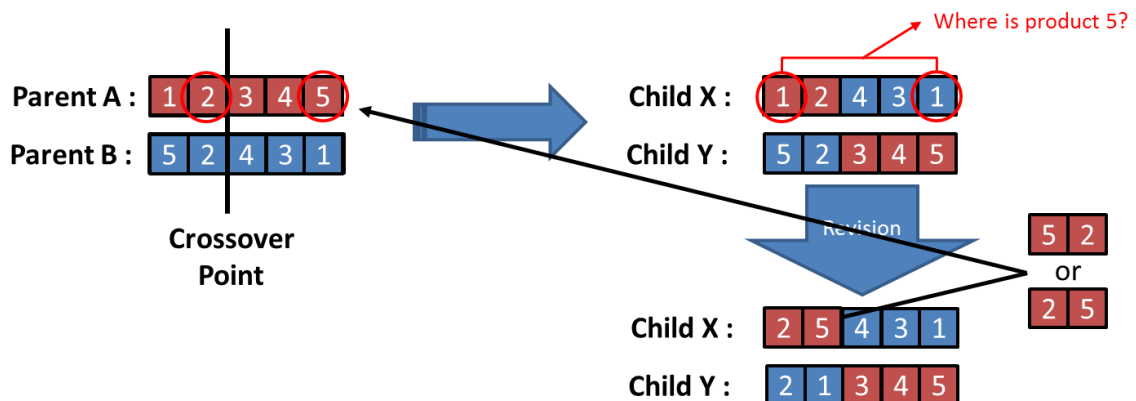 Where is product 5?
Parent A : 1 2 3 4 5
Child X : 1 2 4 3 1
Parent B : 5 2 4 3 1
Child Y : 5 2 3 4 5
Crossover
Point
Revision
5 2
or
2 5
Child X : 2 5 4 3 1
Child Y : 2 1 3 4 5